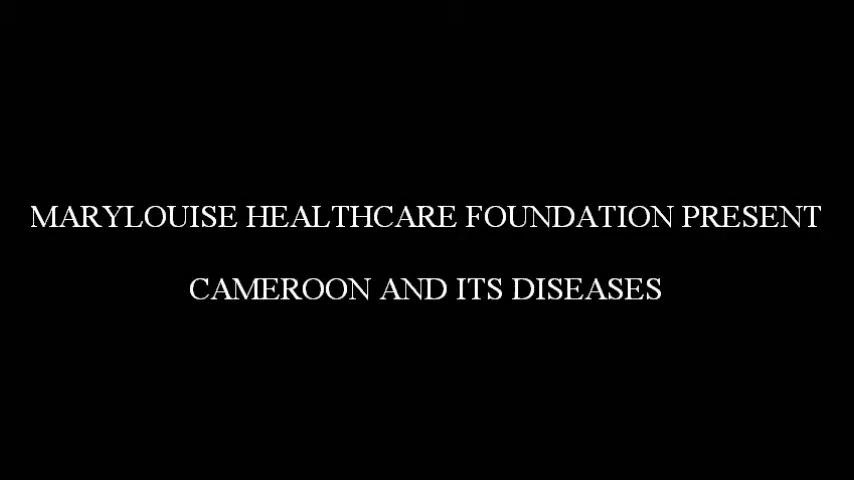 MARYLOUISE HEALTHCARE FOUNDATION PRESENT
CAMEROON AND ITS DISEASES